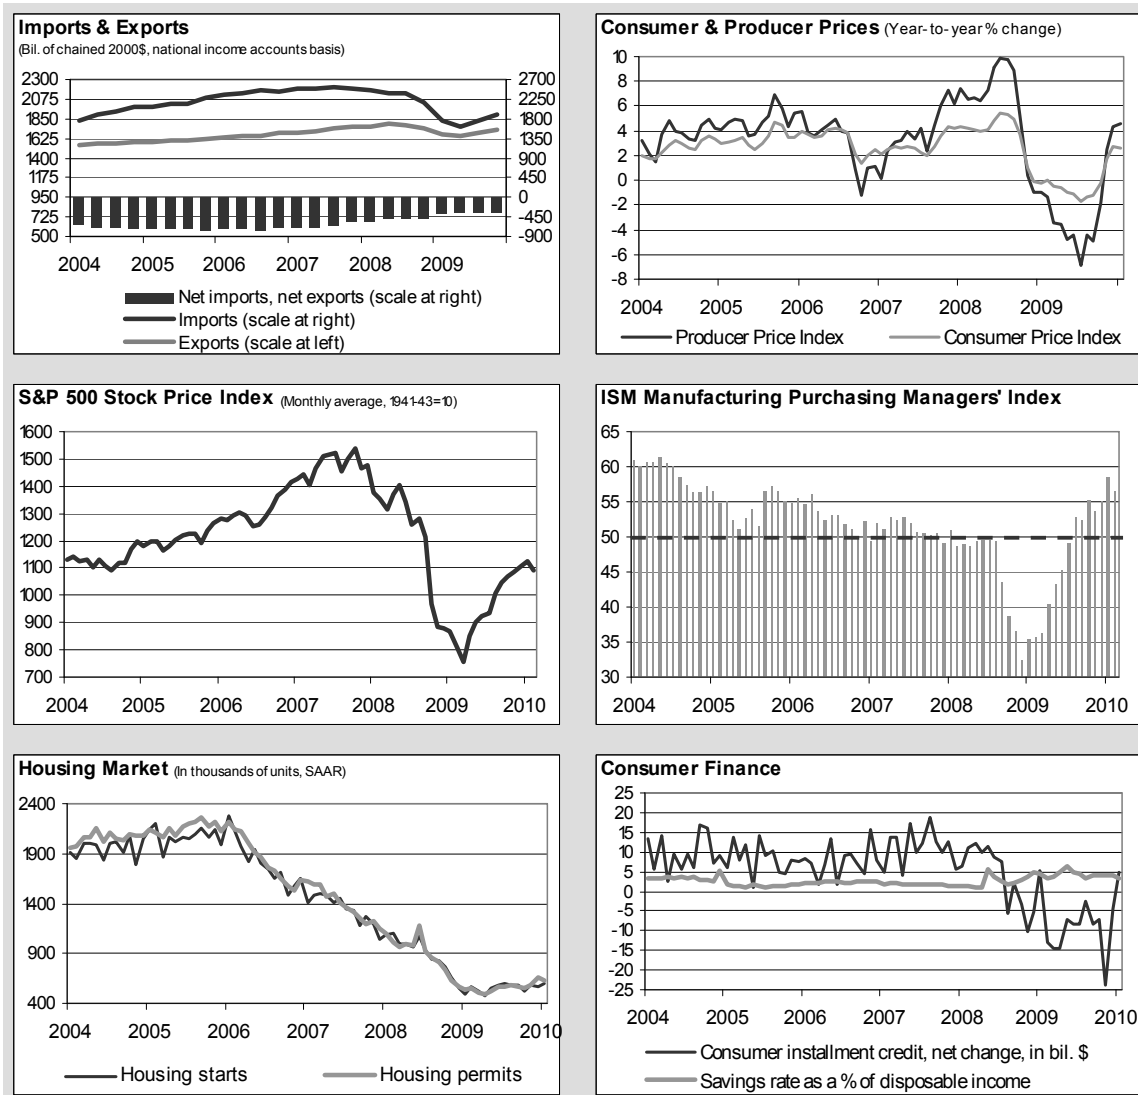 Imports & Exports
(Bil. of chained 2000$, national income accounts basis)
2300 2700
2075 2250
1850 1800
1625 1350
1400 900
1175 450
950 0
725 -450
500 -900
2004 2005 2006 2007 2008 2009
Net imports, net exports (scale at right)
Imports (scale at right)
Exports (scale at left)
Consumer & Producer Prices (Year-to-year % change)
10
8
6
4
2
0
-2
-4
-6
-8
2004 2005 2006 2007 2008 2009
Producer Price Index Consumer Price Index
S&P 500 Stock Price Index (Monthly average, 1941-43=10)
1600
1500
1400
1300
1200
1100
1000
900
800
700
2004 2005 2006 2007 2008 2009 2010
ISM Manufacturing Purchasing Managers' Index
65
60
55
50
45
40
35
30
2004 2005 2006 2007 2008 2009 2010
Housing Market (In thousands of units, SAAR)
2400
1900
1400
900
400
2004 2005 2006 2007 2008 2009 2010
Housing starts Housing permits
Consumer Finance
25
20
15
10
5
0
-5
-10
-15
-20
-25
2004 2005 2006 2007 2008 2009 2010
Consumer installment credit, net change, in bil. $
Savings rate as a % of disposable income